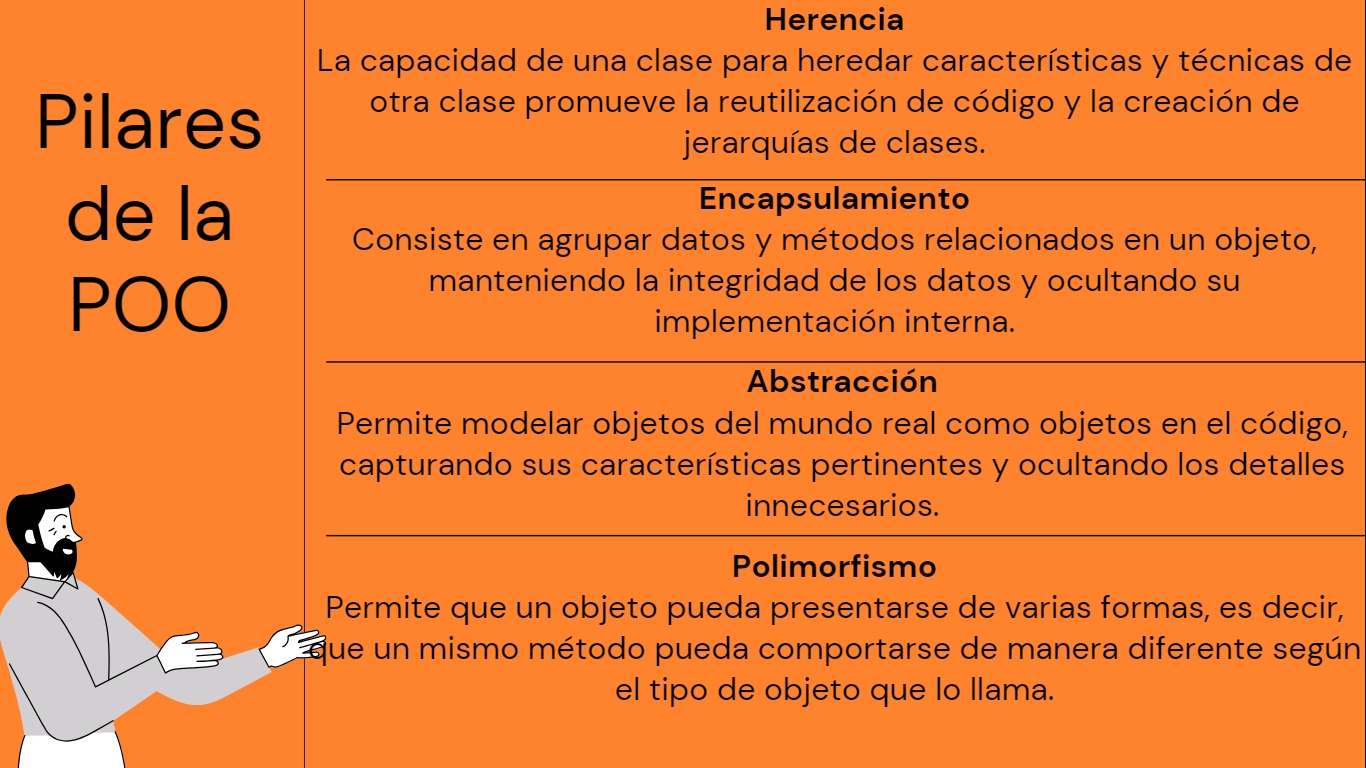 Pilares
de la
POO
Herencia
La capacidad de una clase para heredar características y técnicas de
otra clase promueve la reutilización de código y la creación de
jerarquías de clases.
Encapsulamiento
Consiste en agrupar datos y métodos relacionados en un objeto,
manteniendo la integridad de los datos y ocultando su
implementación interna.
Abstracción
Permite modelar objetos del mundo real como objetos en el código,
capturando sus características pertinentes y ocultando los detalles
innecesarios.
Polimorfismo
Permite que un objeto pueda presentarse de varias formas, es decir,
que un mismo método pueda comportarse de manera diferente según
el tipo de objeto que lo llama.